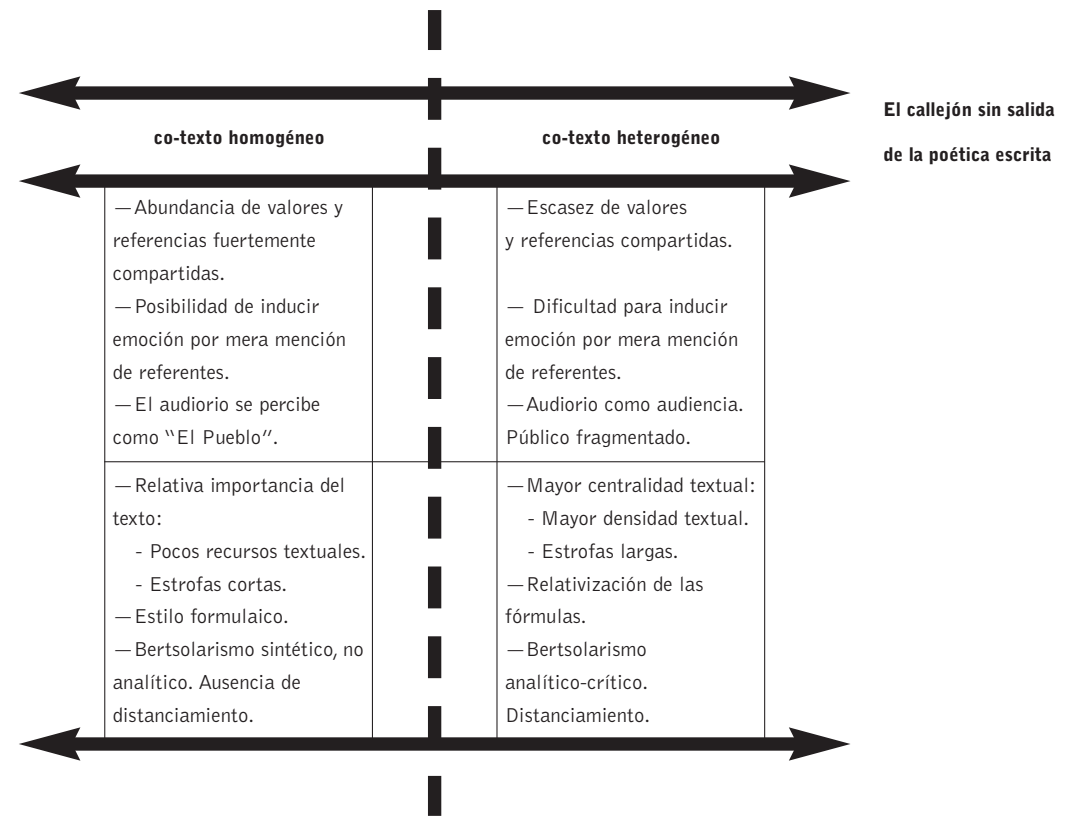 El callejón sin salida
de la poética escrita
co-texto homogéneo
co-texto heterogéneo
—Abundancia de valores y
referencias fuertemente
compartidas.
—Posibilidad de inducir
emoción por mera mención
de referentes.
—El audiorio se percibe
como “El Pueblo”.
—Escasez de valores
y referencias compartidas.
— Dificultad para inducir
emoción por mera mención
de referentes.
—Audiorio como audiencia.
Público fragmentado.
—Relativa importancia del
texto:
- Pocos recursos textuales.
- Estrofas cortas.
—Estilo formulaico.
—Bertsolarismo sintético, no
analítico. Ausencia de
distanciamiento.
—Mayor centralidad textual:
- Mayor densidad textual.
- Estrofas largas.
—Relativización de las
fórmulas.
—Bertsolarismo
analítico-crítico.
Distanciamiento.